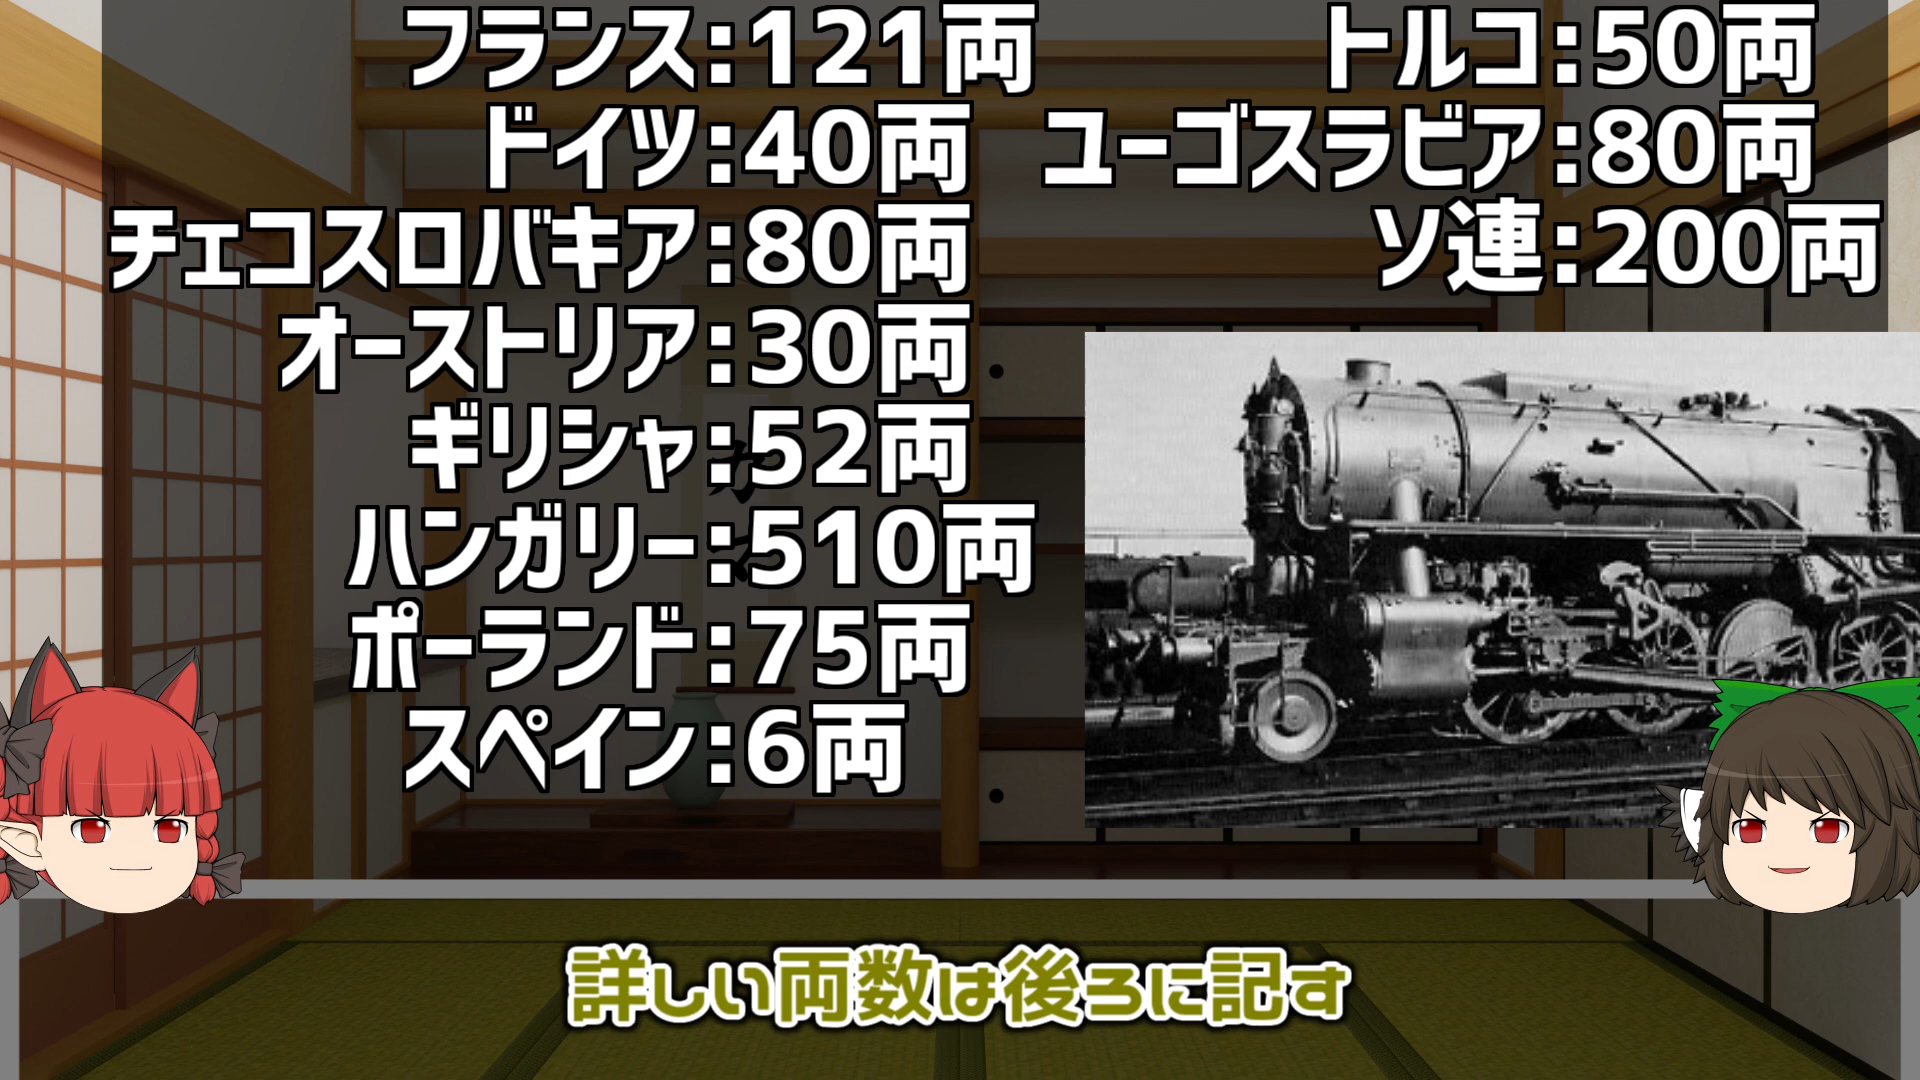 フランス:121両
ドイツ:40両
チェコスロバキア:80両
オーストリア:30両
ギリシャ:52両
ハンガリー:510両
ポーランド:75両
スペイン:6両
トルコ:50両
ユーゴスラビア:80両
ソ連:200両
詳しい両数は後ろに記す